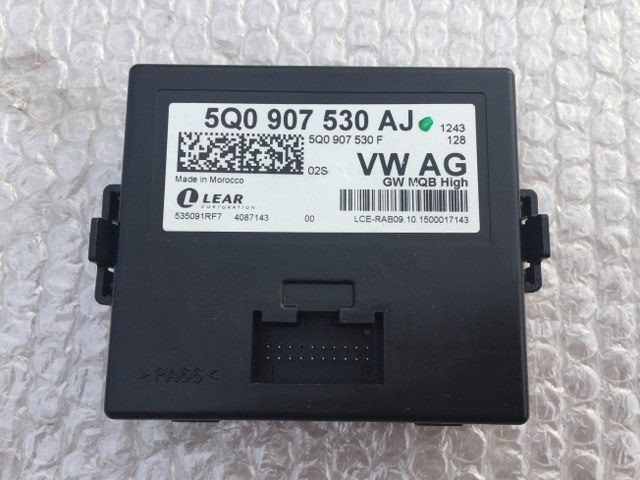 5Q0 907 530 AJ 1243
5Q0 907 530 F 128
02S VW AG
Made in Morocco GW MQB High
LEAR
CORPORATION
535091RF7 4087143 00 LCE-RAB09.10.1500017143
>PA66<